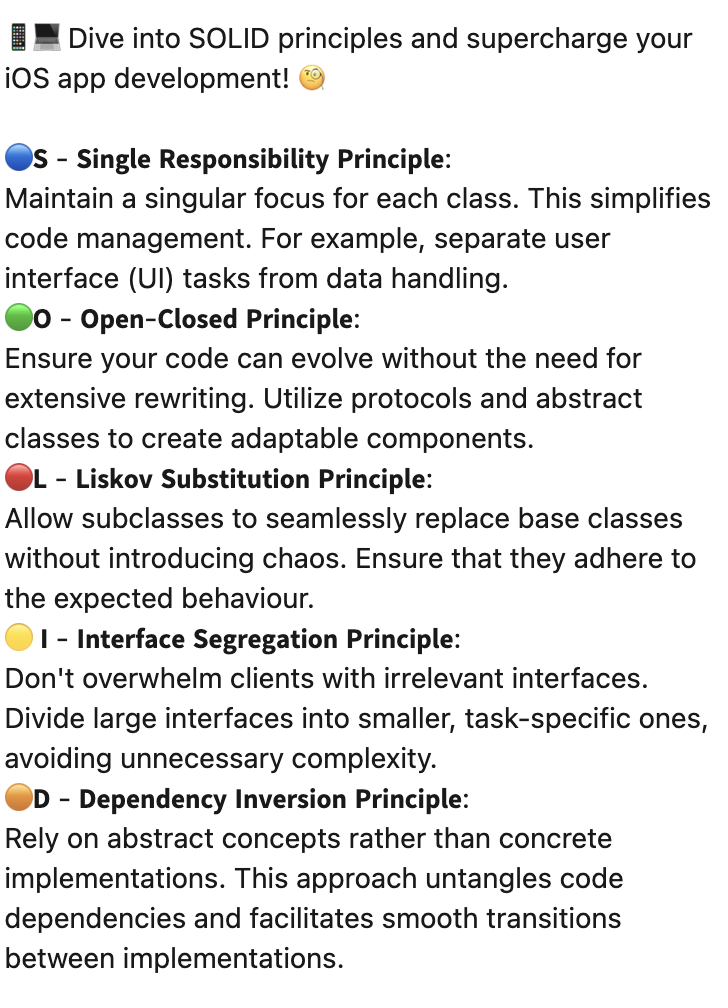 📱💻 Dive into SOLID principles and supercharge your
iOS app development! 🧐
🔵S - Single Responsibility Principle:
Maintain a singular focus for each class. This simplifies
code management. For example, separate user
interface (UI) tasks from data handling.
🟢O - Open-Closed Principle:
Ensure your code can evolve without the need for
extensive rewriting. Utilize protocols and abstract
classes to create adaptable components.
🔴L - Liskov Substitution Principle:
Allow subclasses to seamlessly replace base classes
without introducing chaos. Ensure that they adhere to
the expected behaviour.
🟡 I - Interface Segregation Principle:
Don't overwhelm clients with irrelevant interfaces.
Divide large interfaces into smaller, task-specific ones,
avoiding unnecessary complexity.
🟠D - Dependency Inversion Principle:
Rely on abstract concepts rather than concrete
implementations. This approach untangles code
dependencies and facilitates smooth transitions
between implementations.